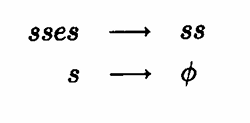 sses ⟶ ss
s ⟶ ϕ